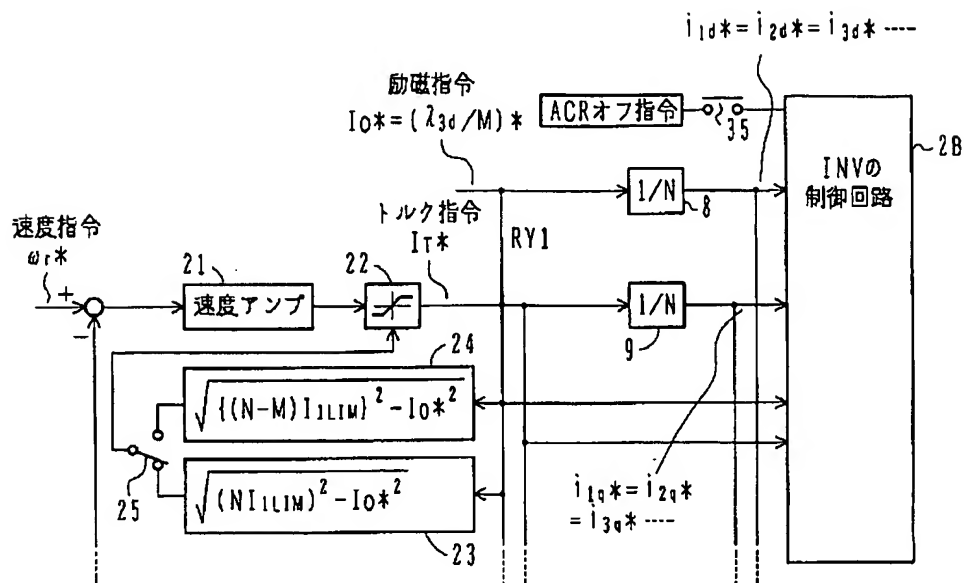 i1d* = i2d* = i3d* ----
励磁指令
I0* = (λ3d/M)*
ACRオフ指令
35
2B
INVの
制御回路
1/N
8
トルク指令
IT*
RY1
速度指令
ωr*
+
-
21
速度アンプ
22
1/N
9
24
√{(N-M)I1LIM}² - I0*²
25
√(NI1LIM)² - I0*²
23
i1q* = i2q*
= i3q* ----